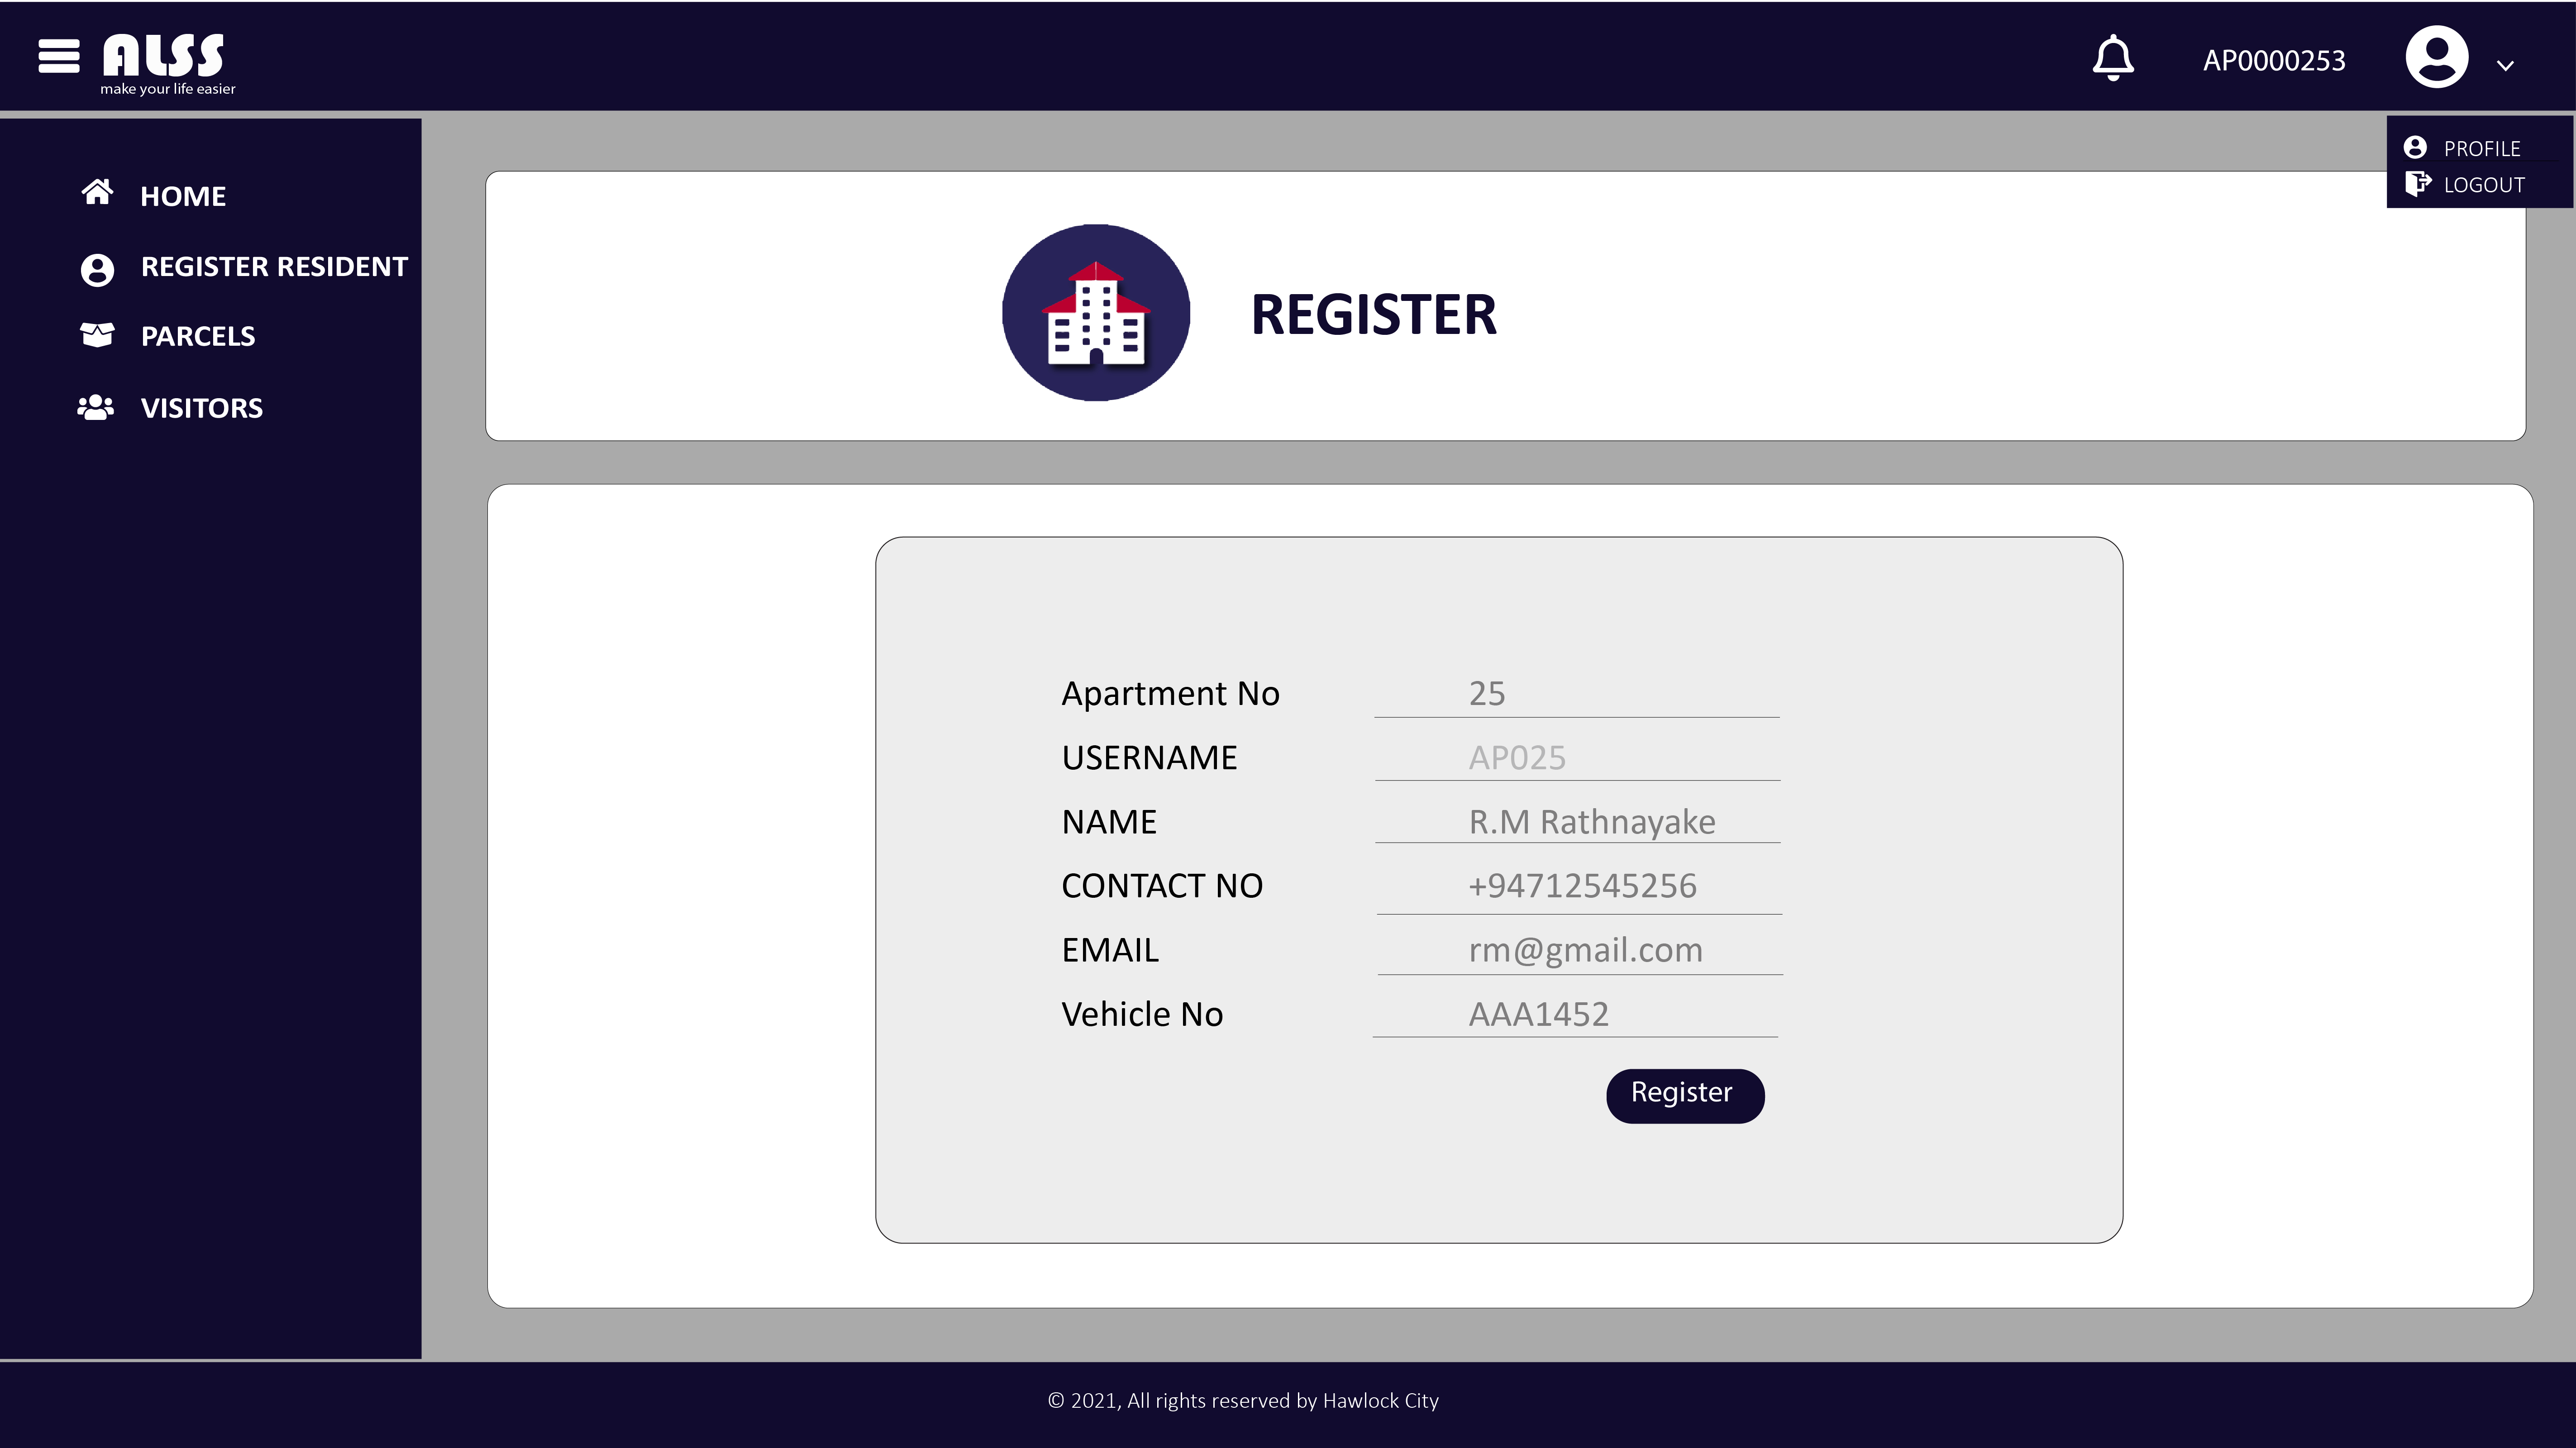 ALSS
make your life easier
AP0000253
PROFILE
LOGOUT
HOME
REGISTER RESIDENT
PARCELS
VISITORS
REGISTER
Apartment No 25
USERNAME AP025
NAME R.M Rathnayake
CONTACT NO +94712545256
EMAIL rm@gmail.com
Vehicle No AAA1452
Register
© 2021, All rights reserved by Hawlock City